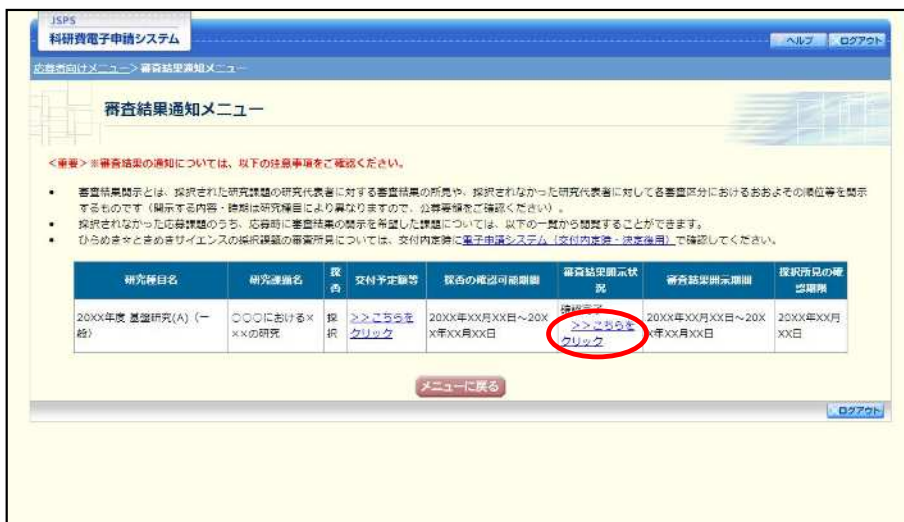 JSPS
科研費電子申請システム
ヘルプ ログアウト
応募者向けメニュー>審査結果通知メニュー
審査結果通知メニュー
<重要>※審査結果の通知については、以下の注意事項をご確認ください。
• 審査結果開示とは、採択された研究課題の研究代表者に対する審査結果の所見や、採択されなかった研究代表者に対して各審査区分におけるおおよその順位等を開示
するものです（開示する内容・時期は研究種目により異なりますので、公募要領をご確認ください）。
• 採択されなかった応募課題のうち、応募時に審査結果の開示を希望した課題については、以下の一覧から閲覧することができます。
• ひらめき☆ときめきサイエンスの採択課題の審査所見については、交付内定時に電子申請システム（交付内定時・決定後用）で確認してください。
研究種目名 研究課題名 採否 交付予定額等 採否の確認可能期間 審査結果開示状況 審査結果開示期間 採択所見の確認期限
20XX年度 基盤研究(A)（一般） 〇〇〇における×××の研究 採択 >>こちらをクリック 20XX年XX月XX日～20XX年XX月XX日 確認完了 >>こちらをクリック 20XX年XX月XX日～20XX年XX月XX日 20XX年XX月XX日
メニューに戻る
ログアウト